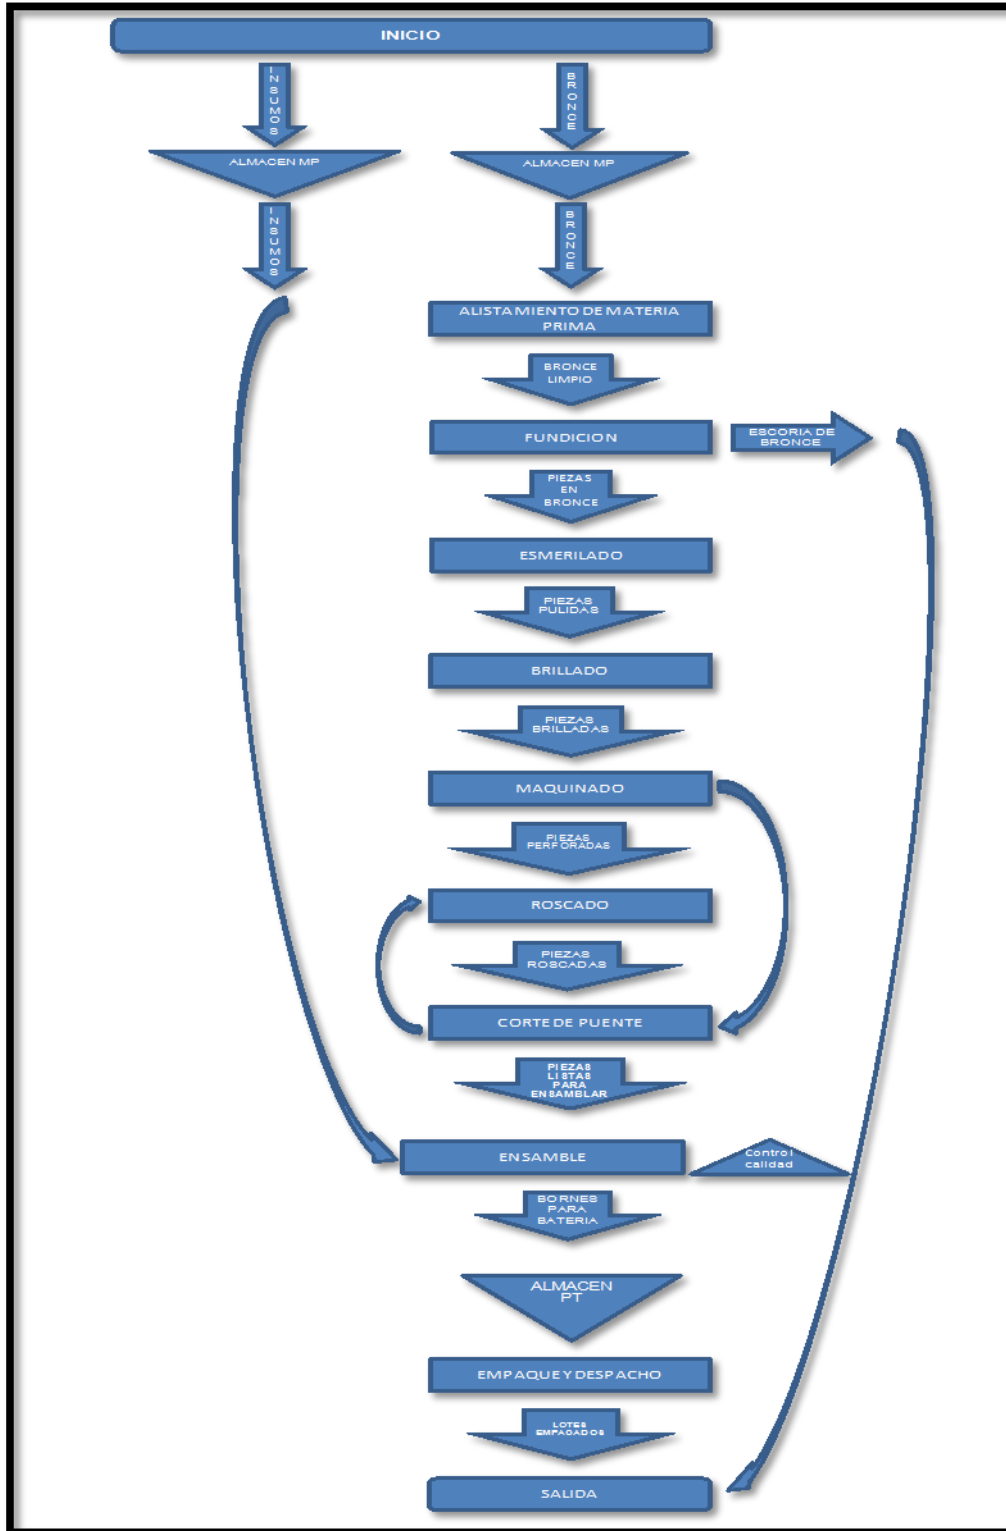 INICIO
INSUMOS
BRONCE
ALMACEN MP
ALMACEN MP
INSUMOS
BRONCE
ALISTAMIENTO DE MATERIA
PRIMA
BRONCE
LIMPIO
FUNDICION
ESCORIA DE
BRONCE
PIEZAS
EN
BRONCE
ESMERILADO
PIEZAS
PULIDAS
BRILLADO
PIEZAS
BRILLADAS
MAQUINADO
PIEZAS
PERFORADAS
ROSCADO
PIEZAS
ROSCADAS
CORTE DE PUENTE
PIEZAS
LISTAS
PARA
ENSAMBLAR
ENSAMBLE
Control
calidad
BORNES
PARA
BATERIA
ALMACEN
PT
EMPAQUE Y DESPACHO
LOTES
EMPACADOS
SALIDA